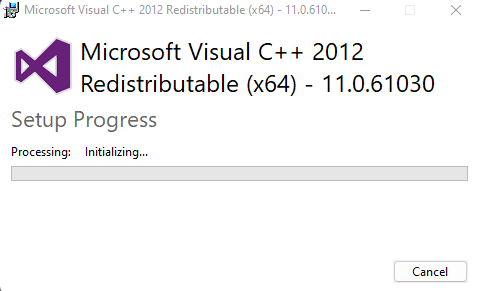 Microsoft Visual C++ 2012 Redistributable (x64) - 11.0.610...
Microsoft Visual C++ 2012
Redistributable (x64) - 11.0.61030
Setup Progress
Processing: Initializing...
Cancel